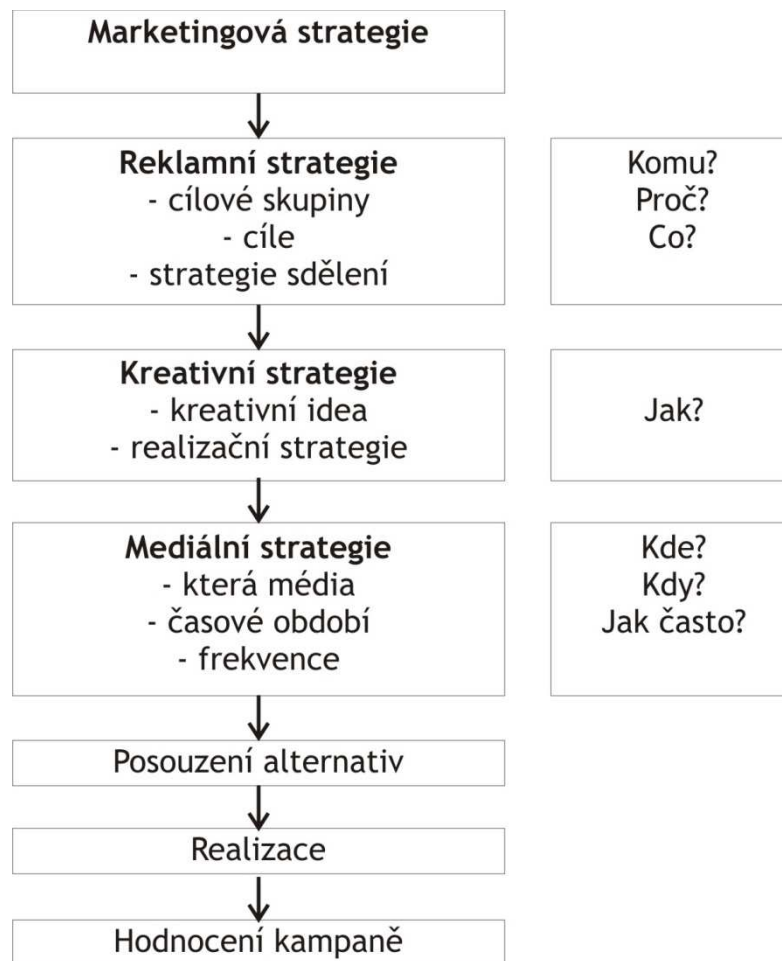 Marketingová strategie
Reklamní strategie
- cílové skupiny
- cíle
- strategie sdělení
Komu?
Proč?
Co?
Kreativní strategie
- kreativní idea
- realizační strategie
Jak?
Mediální strategie
- která média
- časové období
- frekvence
Kde?
Kdy?
Jak často?
Posouzení alternativ
Realizace
Hodnocení kampaně